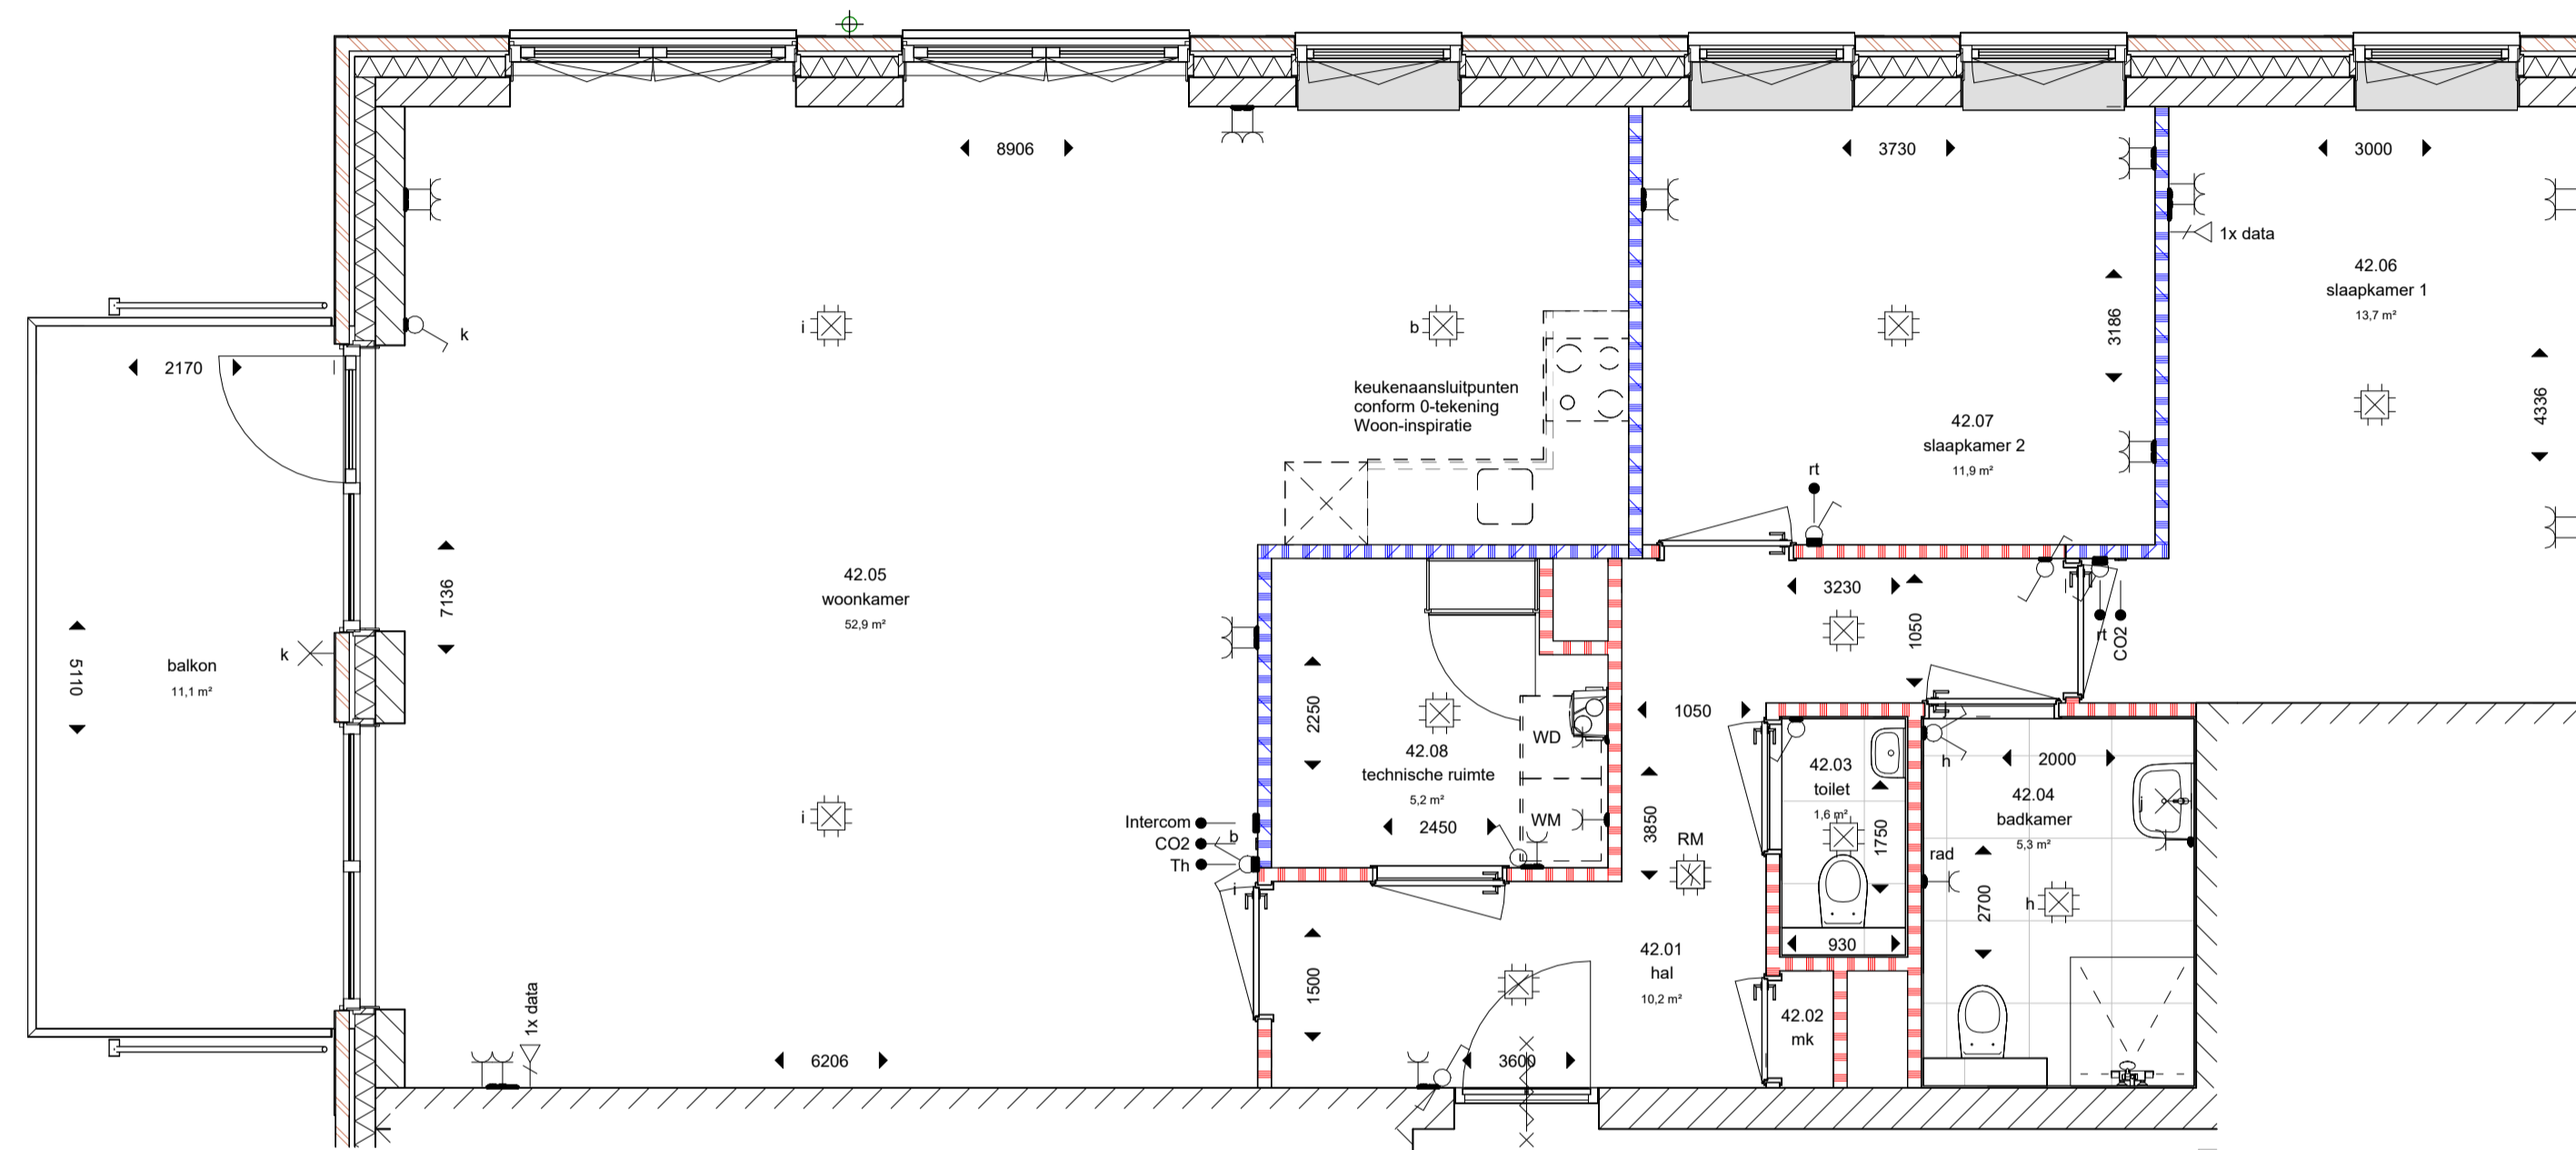 8906
3730
3000
1x data
42.06
slaapkamer 1
13,7 m²
k
i
b
3186
2170
keukenaansluitpunten
conform 0-tekening
Woon-inspiratie
4336
42.07
slaapkamer 2
11,9 m²
rt
42.05
woonkamer
52,9 m²
7136
3230
1050
rt
CO2
k
balkon
11,1 m²
5110
2250
1050
WD
42.08
technische ruimte
5,2 m²
2450
WM
3850
RM
42.03
toilet
1,6 m²
1750
930
h
2000
42.04
badkamer
5,3 m²
rad
2700
h
Intercom
CO2
Th
b
i
i
1500
42.01
hal
10,2 m²
42.02
mk
1x data
6206
3600